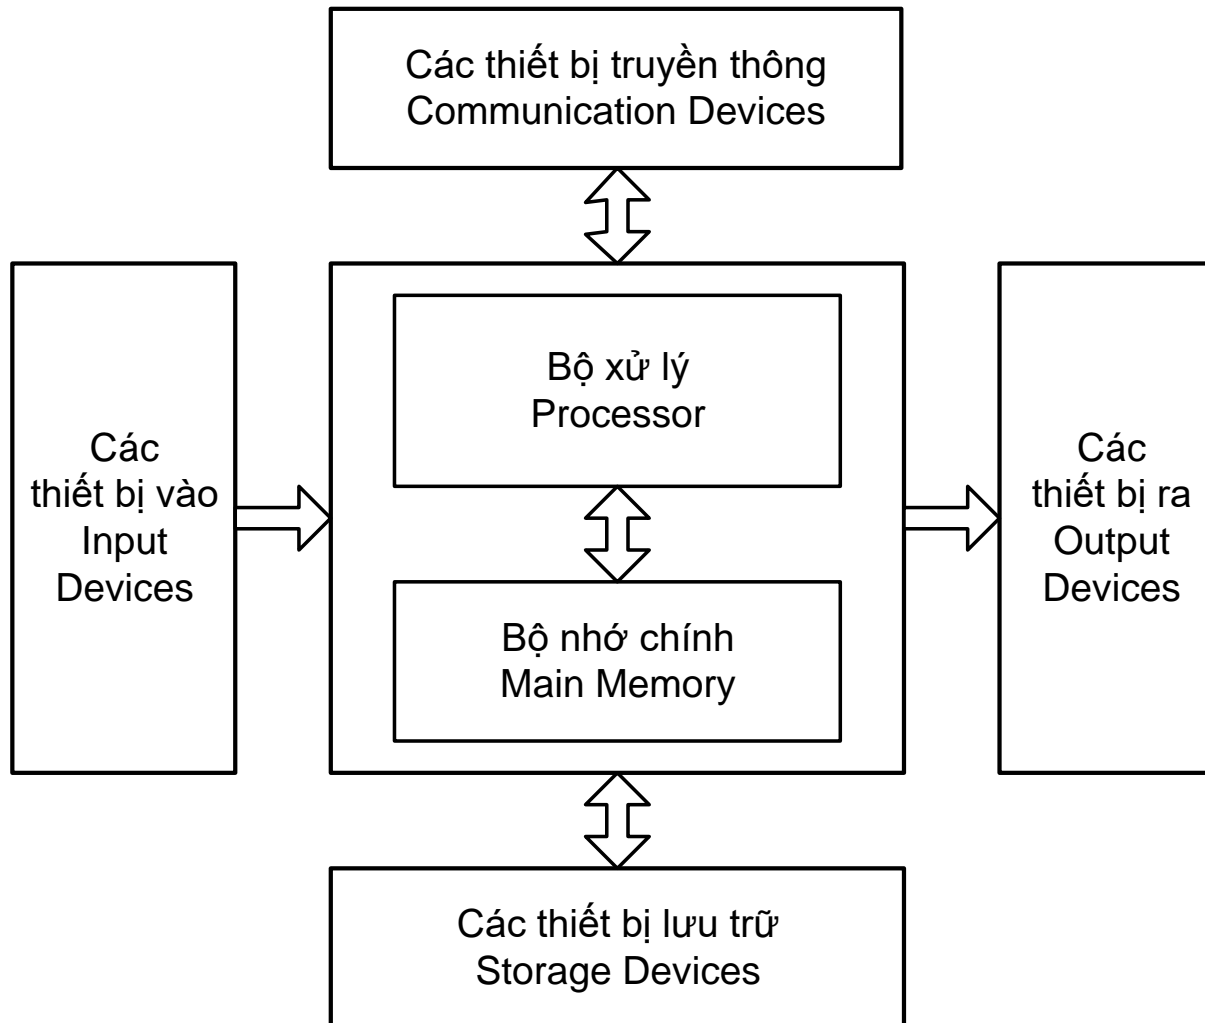 Các thiết bị truyền thông
Communication Devices
Các
thiết bị vào
Input
Devices
Bộ xử lý
Processor
Bộ nhớ chính
Main Memory
Các
thiết bị ra
Output
Devices
Các thiết bị lưu trữ
Storage Devices